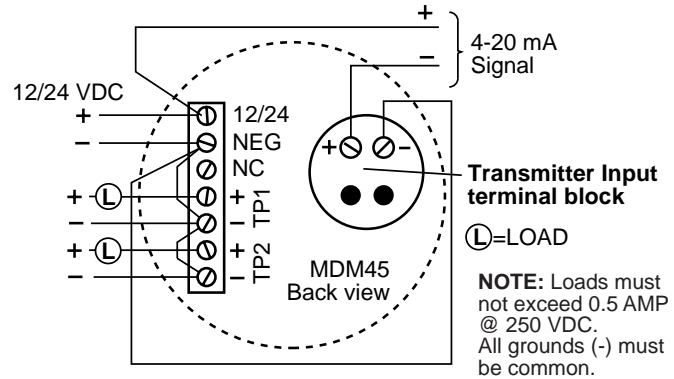 +
−
4-20 mA
Signal
12/24 VDC
+
−
12/24
NEG
NC
+ L
−
+ L
−
+
−
TP1
+
−
TP2
+ −
Transmitter Input
terminal block
L=LOAD
MDM45
Back view
NOTE: Loads must
not exceed 0.5 AMP
@ 250 VDC.
All grounds (-) must
be common.